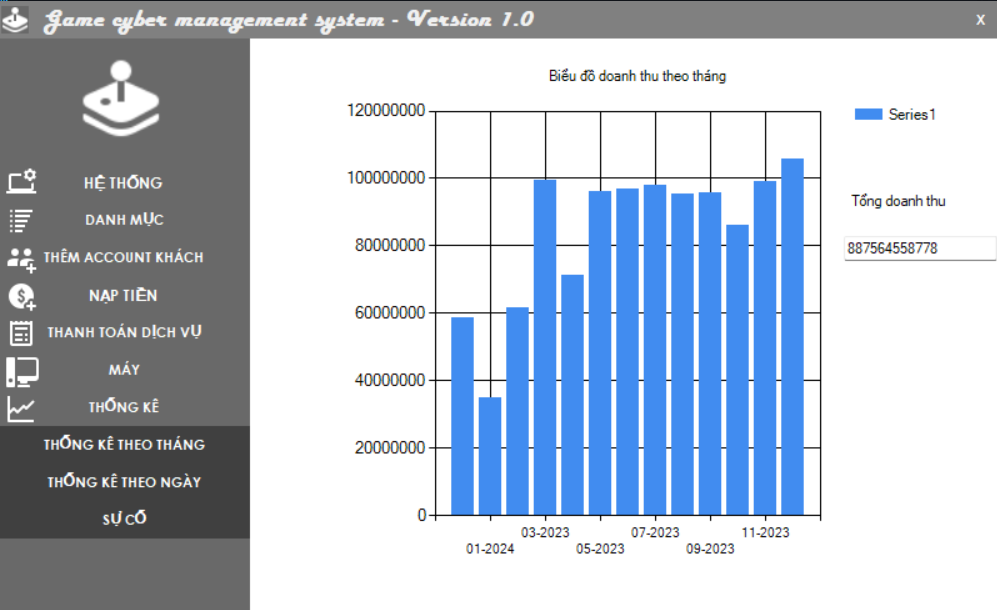 Game cyber management system - Version 1.0
X
HỆ THỐNG
DANH MỤC
THÊM ACCOUNT KHÁCH
NẠP TIỀN
THANH TOÁN DỊCH VỤ
MÁY
THỐNG KÊ
THỐNG KÊ THEO THÁNG
THỐNG KÊ THEO NGÀY
SỰ CỐ
Biểu đồ doanh thu theo tháng
120000000
100000000
80000000
60000000
40000000
20000000
0
03-2023 07-2023 11-2023
01-2024 05-2023 09-2023
Series1
Tổng doanh thu
887564558778